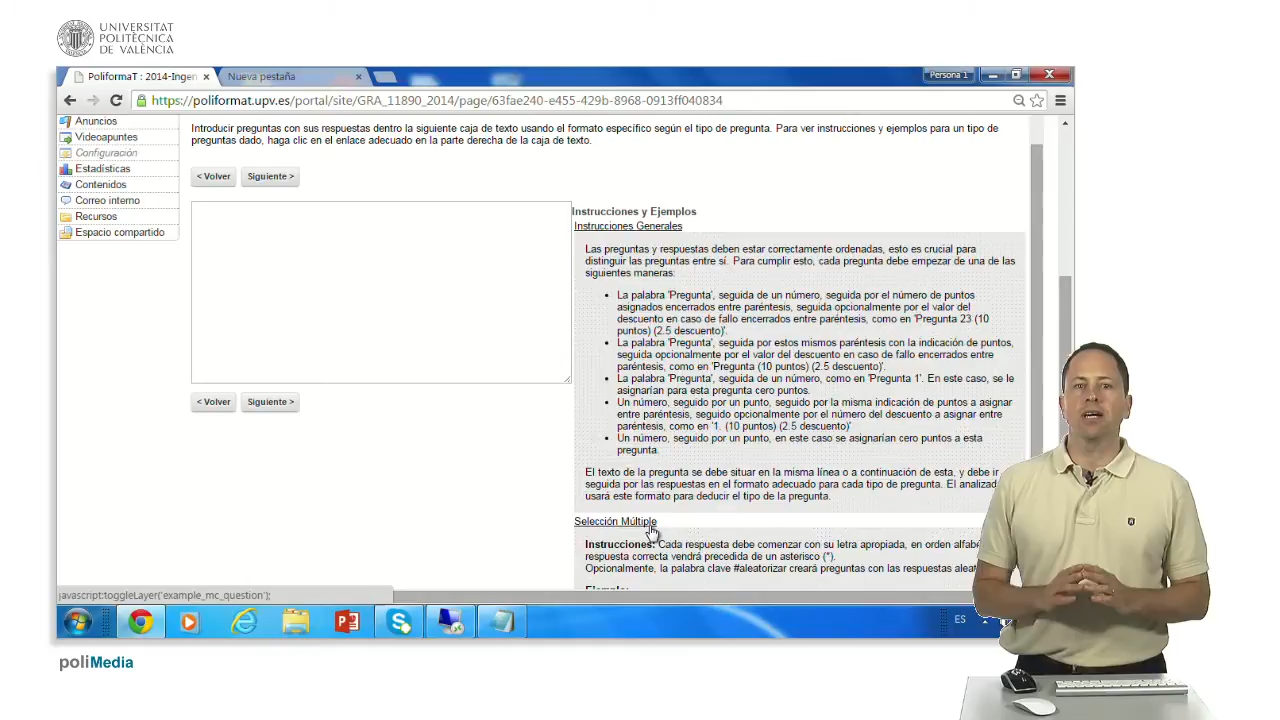 UNIVERSITAT
POLITÈCNICA
DE VALÈNCIA
PoliformaT : 2014-Ingen
Nueva pestaña
Persona 1
https://poliformat.upv.es/portal/site/GRA_11890_2014/page/63fae240-e455-429b-8968-0913ff040834
Anuncios
Videoapuntes
Configuración
Estadísticas
Contenidos
Correo interno
Recursos
Espacio compartido
Introducir preguntas con sus respuestas dentro la siguiente caja de texto usando el formato específico según el tipo de pregunta. Para ver instrucciones y ejemplos para un tipo de
preguntas dado, haga clic en el enlace adecuado en la parte derecha de la caja de texto.
< Volver
Siguiente >
Instrucciones y Ejemplos
Instrucciones Generales
Las preguntas y respuestas deben estar correctamente ordenadas, esto es crucial para
distinguir las preguntas entre sí. Para cumplir esto, cada pregunta debe empezar de una de las
siguientes maneras:
• La palabra 'Pregunta', seguida de un número, seguida por el número de puntos
asignados encerrados entre paréntesis, seguida opcionalmente por el valor del
descuento en caso de fallo encerrados entre paréntesis, como en 'Pregunta 23 (10
puntos) (2.5 descuento)'.
• La palabra 'Pregunta', seguida por estos mismos paréntesis con la indicación de puntos,
seguida opcionalmente por el valor del descuento en caso de fallo encerrados entre
paréntesis, como en 'Pregunta (10 puntos) (2.5 descuento)'.
• La palabra 'Pregunta', seguida de un número, como en 'Pregunta 1'. En este caso, se le
asignarían para esta pregunta cero puntos.
• Un número, seguido por un punto, seguido por la misma indicación de puntos a asignar
entre paréntesis, seguido opcionalmente por el número del descuento a asignar entre
paréntesis, como en '1. (10 puntos) (2.5 descuento)'
• Un número, seguido por un punto, en este caso se asignarían cero puntos a esta
pregunta.
El texto de la pregunta se debe situar en la misma línea o a continuación de esta, y debe ir
seguida por las respuestas en el formato adecuado para cada tipo de pregunta. El analizad
usará este formato para deducir el tipo de la pregunta.
< Volver
Siguiente >
Selección Múltiple
Instrucciones: Cada respuesta debe comenzar con su letra apropiada, en orden alfabé
respuesta correcta vendrá precedida de un asterisco (*).
Opcionalmente, la palabra clave #aleatorizar creará preguntas con las respuestas aleat
Ejemplo:
javascript:toggleLayer('example_mc_question');
ES
poliMedia